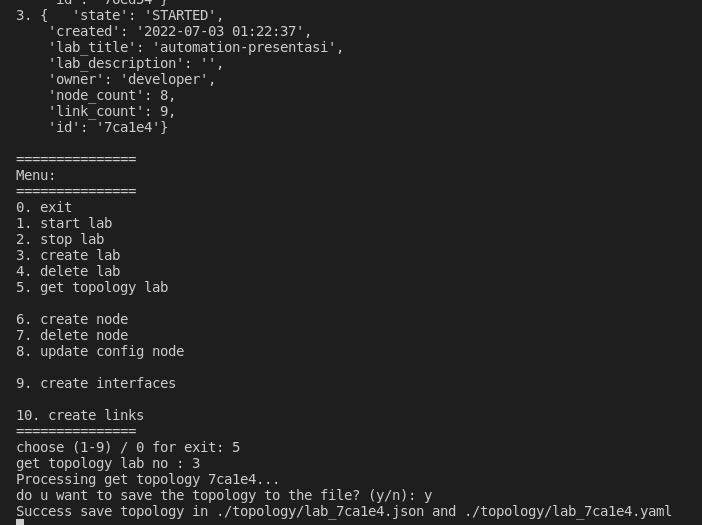 'id': '76cd54'}
3. {   'state': 'STARTED',
    'created': '2022-07-03 01:22:37',
    'lab_title': 'automation-presentasi',
    'lab_description': '',
    'owner': 'developer',
    'node_count': 8,
    'link_count': 9,
    'id': '7ca1e4'}

===============
Menu:
===============
0. exit
1. start lab
2. stop lab
3. create lab
4. delete lab
5. get topology lab

6. create node
7. delete node
8. update config node

9. create interfaces

10. create links
===============
choose (1-9) / 0 for exit: 5
get topology lab no : 3
Processing get topology 7ca1e4...
do u want to save the topology to the file? (y/n): y
Success save topology in ./topology/lab_7ca1e4.json and ./topology/lab_7ca1e4.yaml